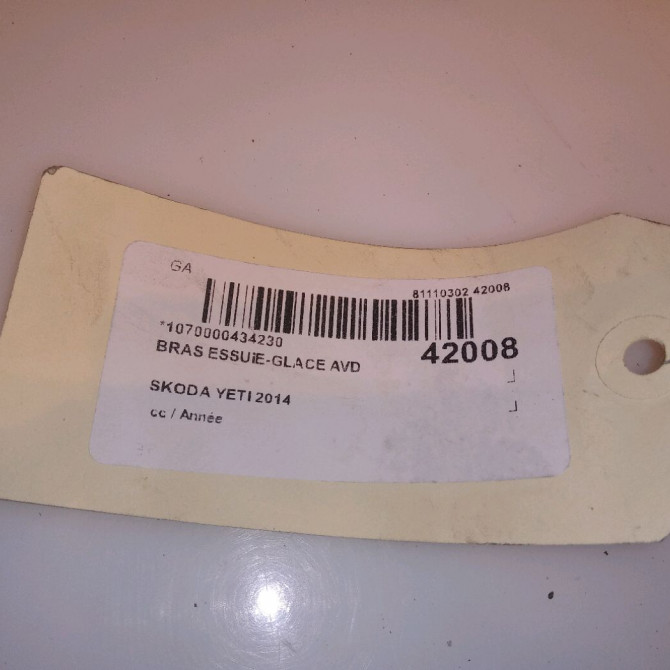 GA
81110302 42008
*1070000434230
BRAS ESSUIE-GLACE AVD
42008
SKODA YETI 2014
cc / Année